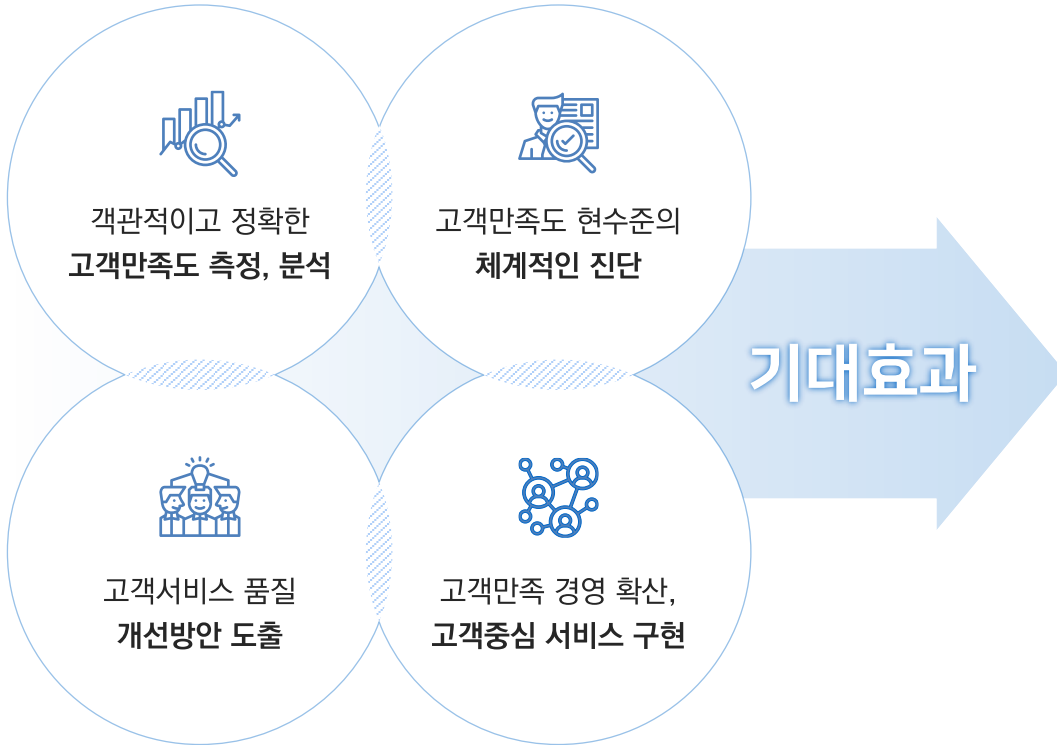 객관적이고 정확한
고객만족도 측정, 분석
고객만족도 현수준의
체계적인 진단
기대효과
고객서비스 품질
개선방안 도출
고객만족 경영 확산,
고객중심 서비스 구현